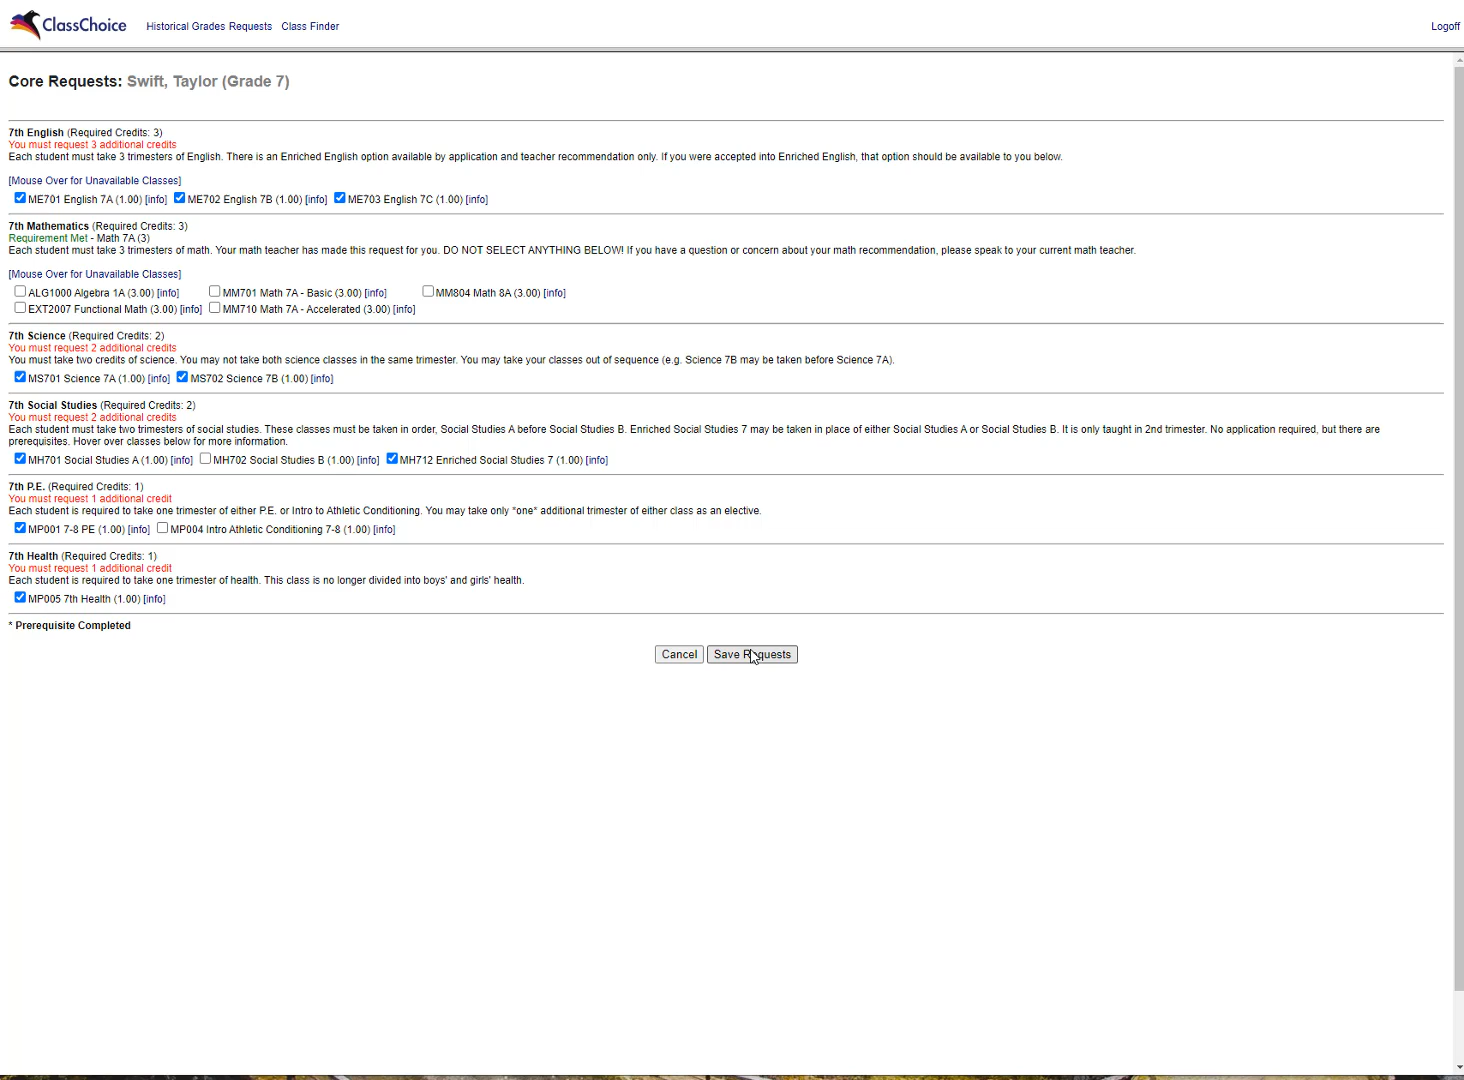 ClassChoice Historical Grades Requests Class Finder Logoff
Core Requests: Swift, Taylor (Grade 7)
7th English (Required Credits: 3)
You must request 3 additional credits
Each student must take 3 trimesters of English. There is an Enriched English option available by application and teacher recommendation only. If you were accepted into Enriched English, that option should be available to you below.
[Mouse Over for Unavailable Classes]
ME701 English 7A (1.00) [info] ME702 English 7B (1.00) [info] ME703 English 7C (1.00) [info]
7th Mathematics (Required Credits: 3)
Requirement Met - Math 7A (3)
Each student must take 3 trimesters of math. Your math teacher has made this request for you. DO NOT SELECT ANYTHING BELOW! If you have a question or concern about your math recommendation, please speak to your current math teacher.
[Mouse Over for Unavailable Classes]
ALG1000 Algebra 1A (3.00) [info] MM701 Math 7A - Basic (3.00) [info] MM804 Math 8A (3.00) [info]
EXT2007 Functional Math (3.00) [info] MM710 Math 7A - Accelerated (3.00) [info]
7th Science (Required Credits: 2)
You must request 2 additional credits
You must take two credits of science. You may not take both science classes in the same trimester. You may take your classes out of sequence (e.g. Science 7B may be taken before Science 7A).
MS701 Science 7A (1.00) [info] MS702 Science 7B (1.00) [info]
7th Social Studies (Required Credits: 2)
You must request 2 additional credits
Each student must take two trimesters of social studies. These classes must be taken in order, Social Studies A before Social Studies B. Enriched Social Studies 7 may be taken in place of either Social Studies A or Social Studies B. It is only taught in 2nd trimester. No application required, but there are
prerequisites. Hover over classes below for more information.
MH701 Social Studies A (1.00) [info] MH702 Social Studies B (1.00) [info] MH712 Enriched Social Studies 7 (1.00) [info]
7th P.E. (Required Credits: 1)
You must request 1 additional credit
Each student is required to take one trimester of either P.E. or Intro to Athletic Conditioning. You may take only *one* additional trimester of either class as an elective.
MP001 7-8 PE (1.00) [info] MP004 Intro Athletic Conditioning 7-8 (1.00) [info]
7th Health (Required Credits: 1)
You must request 1 additional credit
Each student is required to take one trimester of health. This class is no longer divided into boys' and girls' health.
MP005 7th Health (1.00) [info]
* Prerequisite Completed
Cancel Save Requests